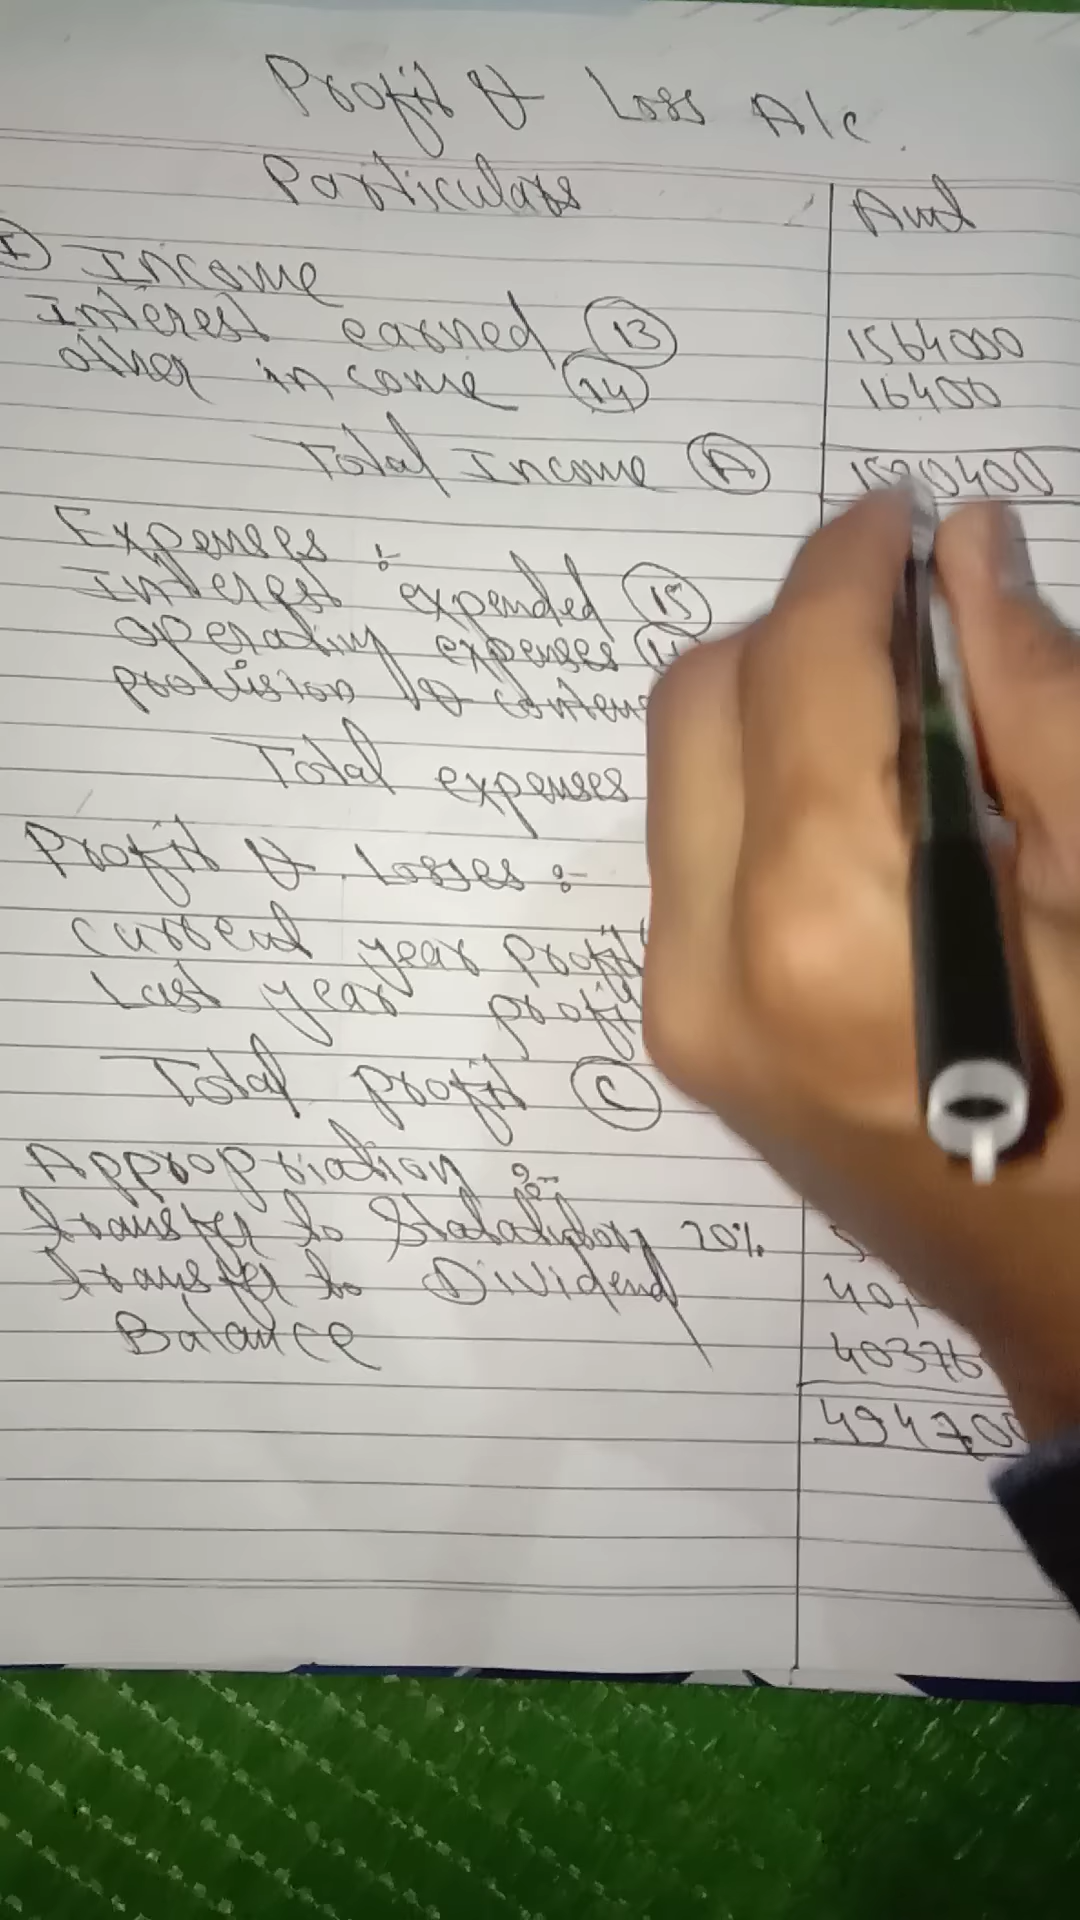 Profit & Loss A/c.
Particulars Amt
I Income
Interest earned 13 1564000
other income 14 16400
Total Income A
Expenses :-
Interest expended 15
operating expenses
provision & conten
Total expenses
Profit & Losses :-
current year profit
Last year profit
Total profit C
Appropriation :-
transfer to 20%
transfer to Dividend 40,
Balance 40376
494700